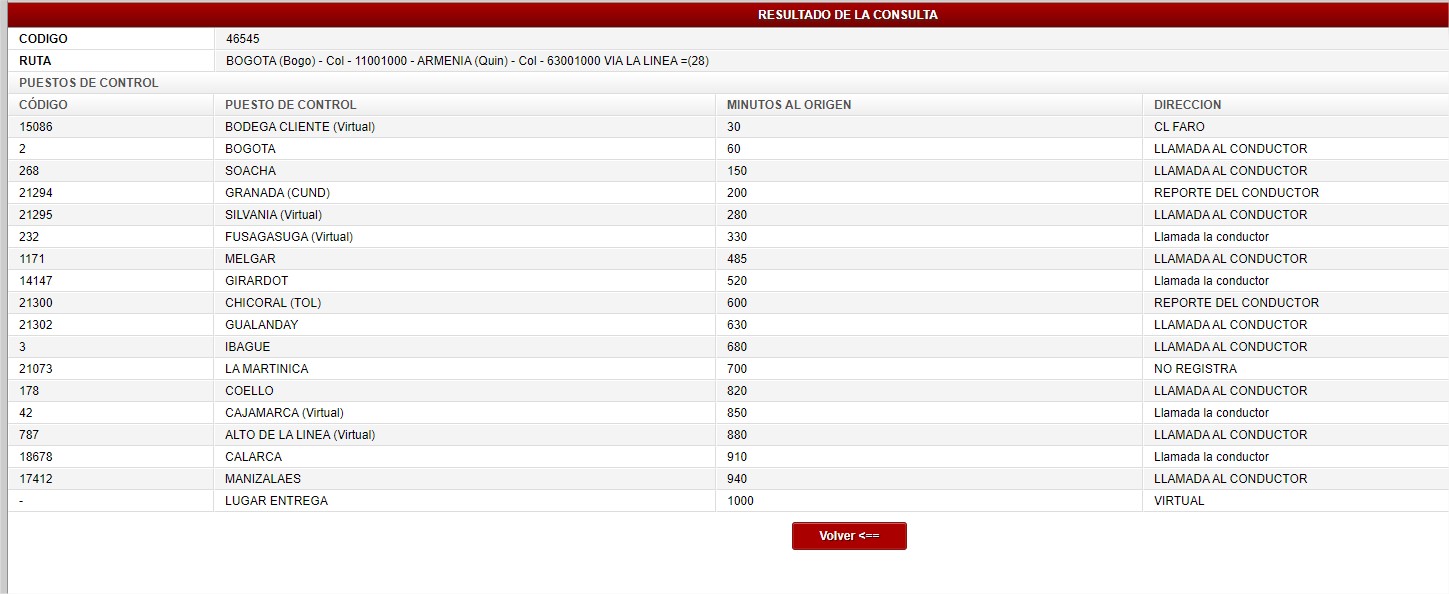 RESULTADO DE LA CONSULTA
CODIGO 46545
RUTA BOGOTA (Bogo) - Col - 11001000 - ARMENIA (Quin) - Col - 63001000 VIA LA LINEA =(28)
PUESTOS DE CONTROL
CÓDIGO PUESTO DE CONTROL MINUTOS AL ORIGEN DIRECCION
15086 BODEGA CLIENTE (Virtual) 30 CL FARO
2 BOGOTA 60 LLAMADA AL CONDUCTOR
268 SOACHA 150 LLAMADA AL CONDUCTOR
21294 GRANADA (CUND) 200 REPORTE DEL CONDUCTOR
21295 SILVANIA (Virtual) 280 LLAMADA AL CONDUCTOR
232 FUSAGASUGA (Virtual) 330 Llamada la conductor
1171 MELGAR 485 LLAMADA AL CONDUCTOR
14147 GIRARDOT 520 Llamada la conductor
21300 CHICORAL (TOL) 600 REPORTE DEL CONDUCTOR
21302 GUALANDAY 630 LLAMADA AL CONDUCTOR
3 IBAGUE 680 LLAMADA AL CONDUCTOR
21073 LA MARTINICA 700 NO REGISTRA
178 COELLO 820 LLAMADA AL CONDUCTOR
42 CAJAMARCA (Virtual) 850 Llamada la conductor
787 ALTO DE LA LINEA (Virtual) 880 LLAMADA AL CONDUCTOR
18678 CALARCA 910 Llamada la conductor
17412 MANIZALAES 940 LLAMADA AL CONDUCTOR
- LUGAR ENTREGA 1000 VIRTUAL
Volver <==